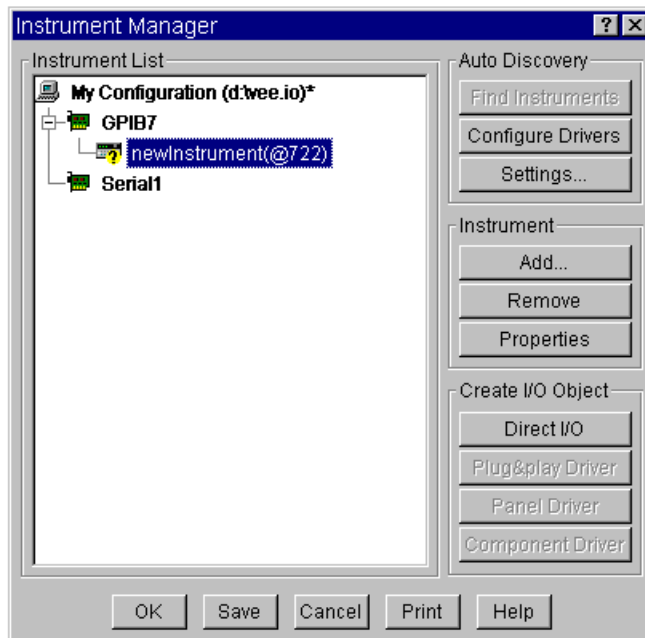 Instrument Manager
Instrument List
My Configuration (d:\vee.io)*
GPIB7
newInstrument(@722)
Serial1
Auto Discovery
Find Instruments
Configure Drivers
Settings...
Instrument
Add...
Remove
Properties
Create I/O Object
Direct I/O
Plug&play Driver
Panel Driver
Component Driver
OK
Save
Cancel
Print
Help